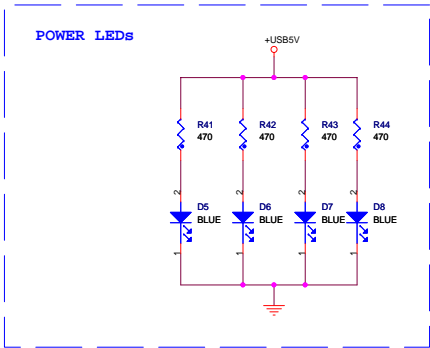 POWER LEDs
+USB5V
R41 R42 R43 R44
470 470 470 470
2 2 2 2
D5 D6 D7 D8
BLUE BLUE BLUE BLUE
1 1 1 1